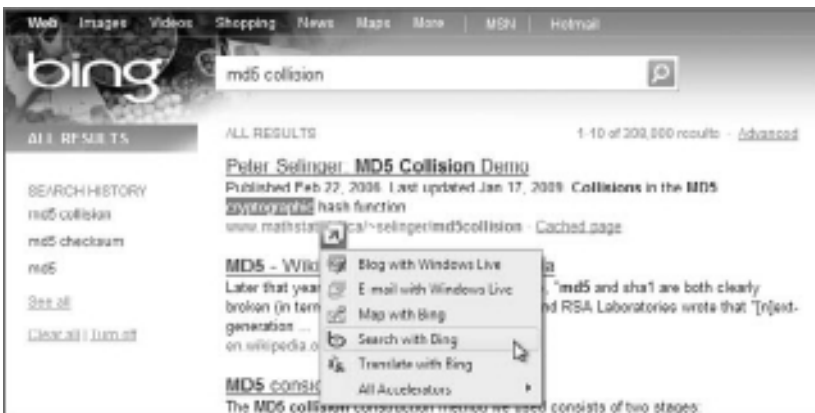 Web Images Videos Shopping News Maps More | MSN | Hotmail
bing
md5 collision
ALL RESULTS
ALL RESULTS 1-10 of 208,000 results · Advanced
SEARCH HISTORY
md5 collision
md5 checksum
md5
See all
Clear all | Turn off
Peter Selinger: MD5 Collision Demo
Published Feb 22, 2006. Last updated Jan 17, 2009. Collisions in the MD5
cryptographic hash function
www.mathstat ca/~selinger/md5collision · Cached page
MD5 - Wiki a
Later that year , "md5 and sha1 are both clearly
broken (in term nd RSA Laboratories wrote that "[n]ext-
generation ...
en.wikipedia.o
MD5 consid
The MD5 collision construction method we used consists of two stages:
Blog with Windows Live
E-mail with Windows Live
Map with Bing
Search with Bing
Translate with Bing
All Accelerators